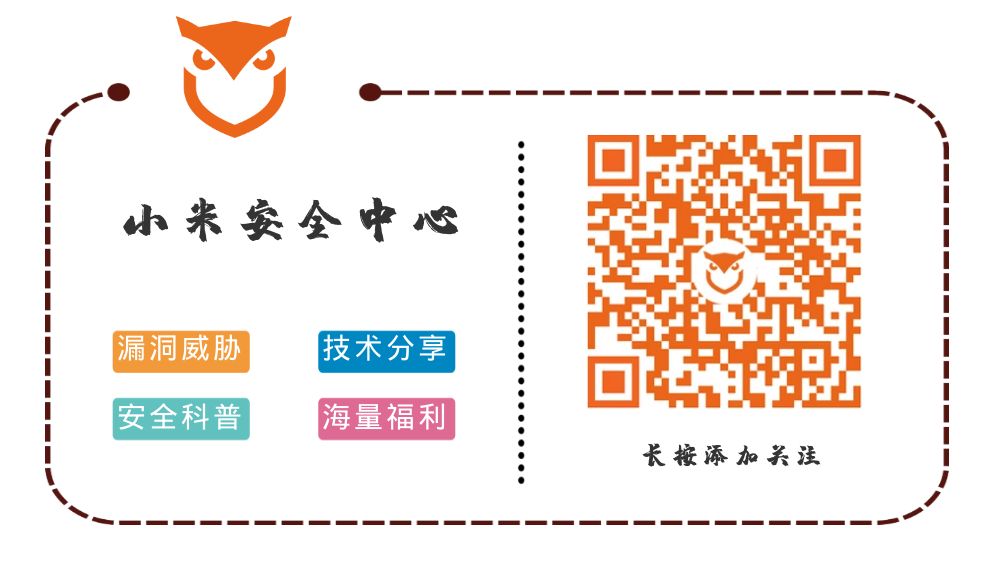 小米安全中心
漏洞威胁
技术分享
安全科普
海量福利
长按添加关注